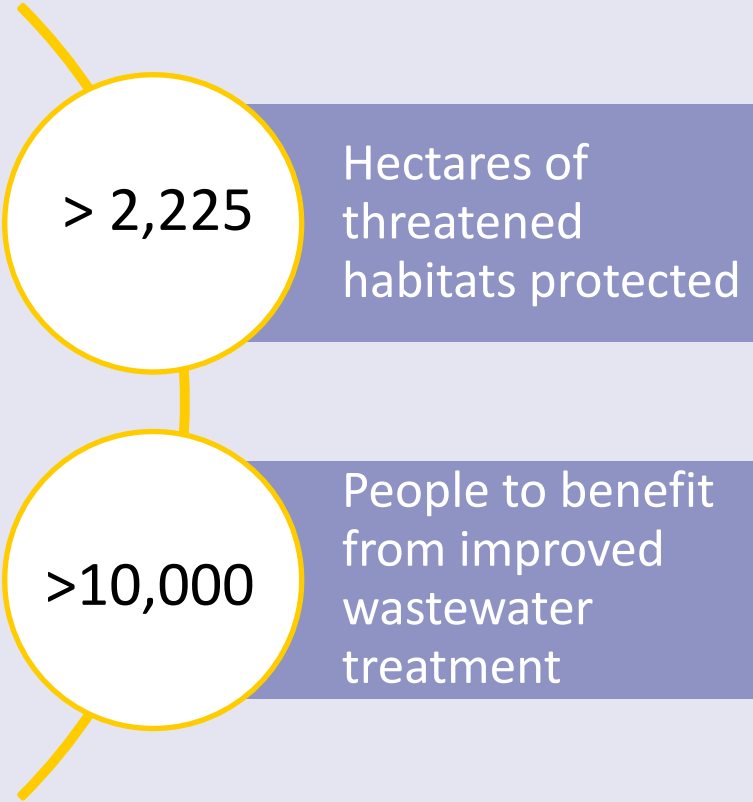 > 2,225
Hectares of
threatened
habitats protected
>10,000
People to benefit
from improved
wastewater
treatment